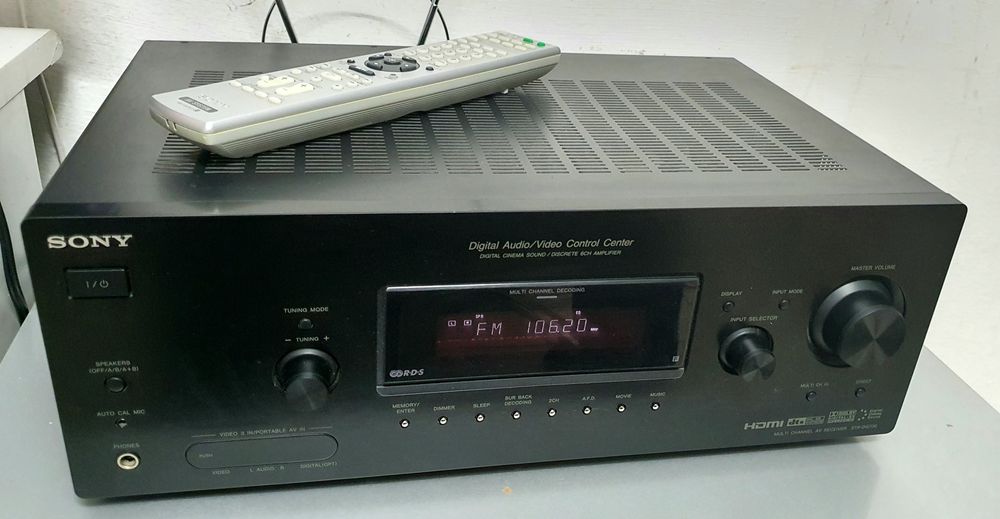 SONY
SONY
Digital Audio/Video Control Center
DIGITAL CINEMA SOUND / DISCRETE 6CH AMPLIFIER
MASTER VOLUME
I / ⏻
MULTI CHANNEL DECODING
DISPLAY
INPUT MODE
TUNING MODE
INPUT SELECTOR
FM 106.20
− TUNING +
SPEAKERS
(OFF/A/B/A+B)
R·D·S
MULTI CH IN
AUTO CAL MIC
MEMORY/
ENTER
DIMMER
SLEEP
SUR BACK
DECODING
2CH
A.F.D.
MOVIE
MUSIC
PHONES
VIDEO 3 IN/PORTABLE AV IN
HDMI
dts
MULTI CHANNEL AV RECEIVER
PUSH
VIDEO
L AUDIO R
DIGITAL(OPT)